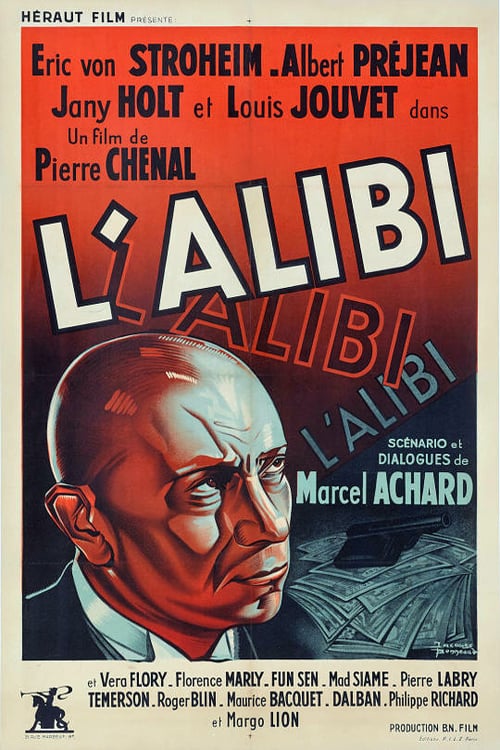 HÉRAUT FILM PRÉSENTE:
Eric von STROHEIM - Albert PRÉJEAN
Jany HOLT et Louis JOUVET dans
Un film de
Pierre CHENAL
L'ALIBI
L'ALIBI
L'ALIBI
SCÉNARIO et
DIALOGUES de
Marcel ACHARD
et Vera FLORY - Florence MARLY - FUN SEN - Mad SIAME - Pierre LABRY
TEMERSON - Roger BLIN - Maurice BACQUET - DALBAN - Philippe RICHARD
et Margo LION
PRODUCTION B.N. FILM